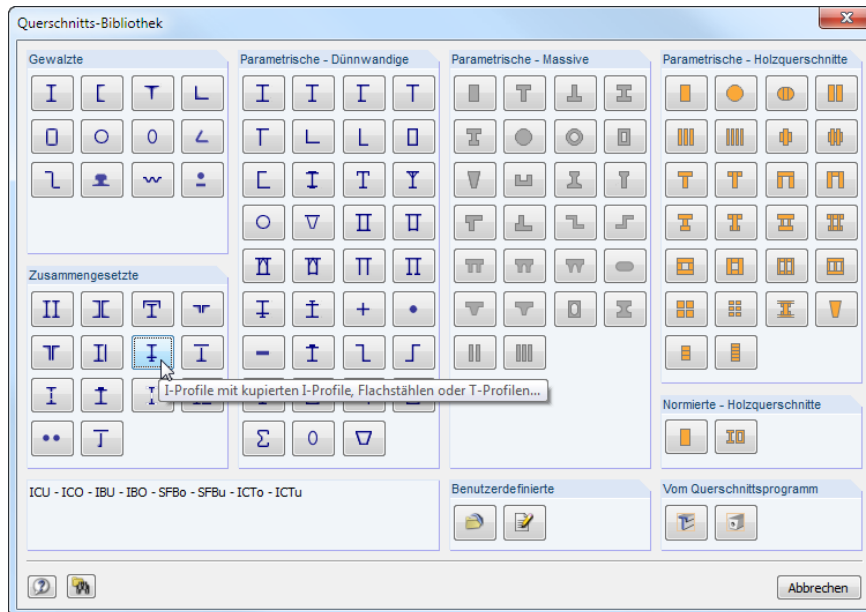 Querschnitts-Bibliothek
Gewalzte
Parametrische - Dünnwandige
Parametrische - Massive
Parametrische - Holzquerschnitte
Zusammengesetzte
I-Profile mit kupierten I-Profile, Flachstählen oder T-Profilen...
Normierte - Holzquerschnitte
ICU - ICO - IBU - IBO - SFBo - SFBu - ICTo - ICTu
Benutzerdefinierte
Vom Querschnittsprogramm
Abbrechen